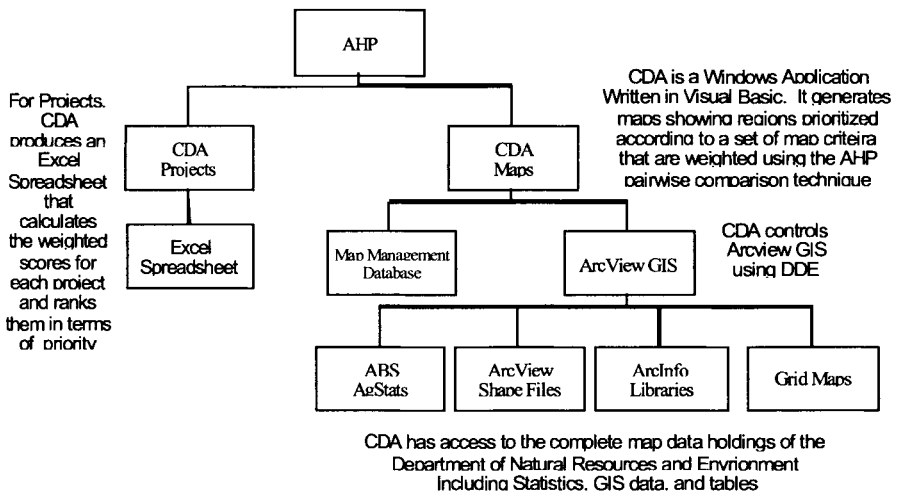 AHP
For Projects,
CDA
produces an
Excel
Spreadsheet
that
calculates
the weighted
scores for
each project
and ranks
them in terms
of priority
CDA is a Windows Application
Written in Visual Basic. It generates
maps showing regions prioritized
according to a set of map criteira
that are weighted using the AHP
pairwise comparison technique
CDA
Projects
CDA
Maps
Excel
Spreadsheet
Map Management
Database
ArcView GIS
CDA controls
Arcview GIS
using DDE
ABS
AgStats
ArcView
Shape Files
ArcInfo
Libraries
Grid Maps
CDA has access to the complete map data holdings of the
Department of Natural Resources and Envrionment
Including Statistics, GIS data, and tables